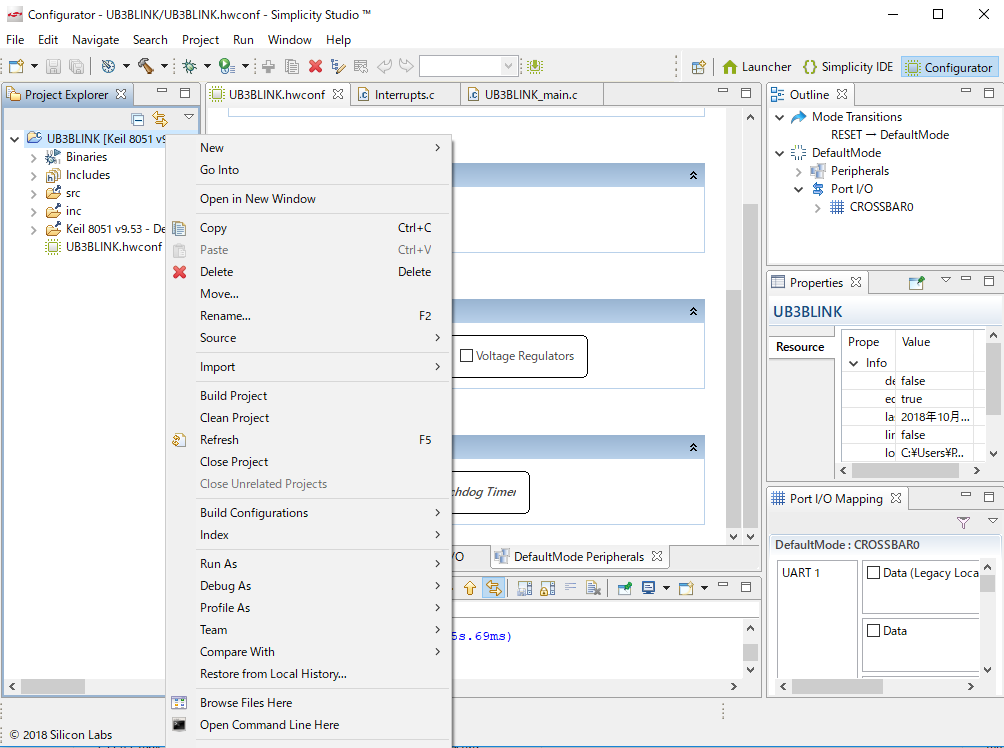 Configurator - UB3BLINK/UB3BLINK.hwconf - Simplicity Studio ™
File Edit Navigate Search Project Run Window Help
Launcher Simplicity IDE Configurator
Project Explorer
UB3BLINK [Keil 8051 v9
Binaries
Includes
src
inc
Keil 8051 v9.53 - De
UB3BLINK.hwconf
New
Go Into
Open in New Window
Copy Ctrl+C
Paste Ctrl+V
Delete Delete
Move...
Rename... F2
Source
Import
Build Project
Clean Project
Refresh F5
Close Project
Close Unrelated Projects
Build Configurations
Index
Run As
Debug As
Profile As
Team
Compare With
Restore from Local History...
Browse Files Here
Open Command Line Here
UB3BLINK.hwconf Interrupts.c UB3BLINK_main.c
Voltage Regulators
chdog Timer
/O DefaultMode Peripherals
5s.69ms)
Outline
Mode Transitions
RESET → DefaultMode
DefaultMode
Peripherals
Port I/O
CROSSBAR0
Properties
UB3BLINK
Resource
Prope Value
Info
de false
ec true
la 2018年10月...
lin false
lo C:¥Users¥P...
Port I/O Mapping
DefaultMode : CROSSBAR0
UART 1
Data (Legacy Loca
Data
© 2018 Silicon Labs